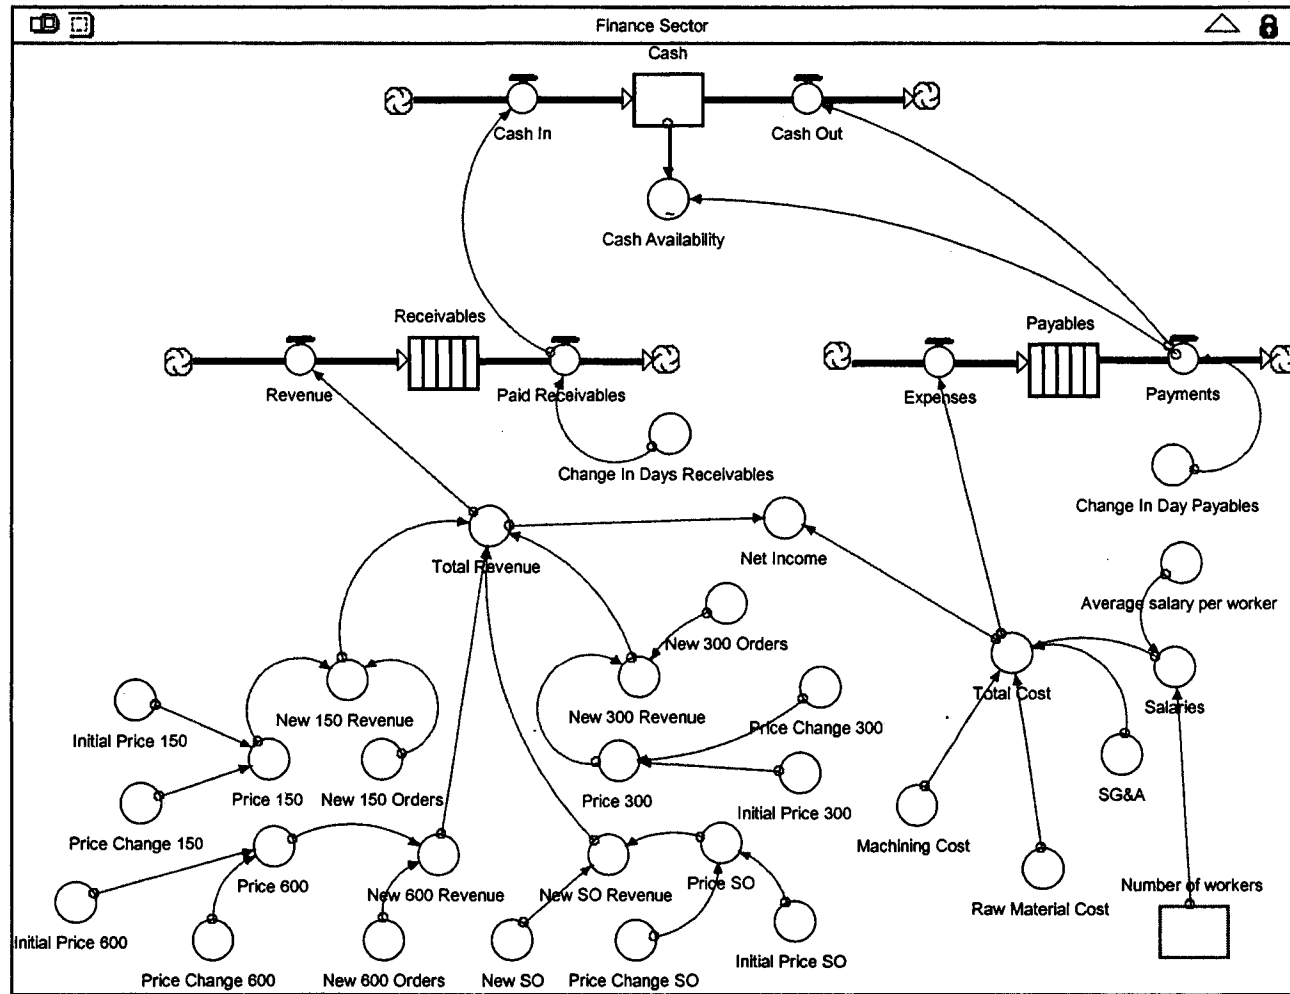 Finance Sector
Cash
Cash In
Cash Out
Cash Availability
Receivables
Payables
Revenue
Paid Receivables
Expenses
Payments
Change In Days Receivables
Change In Day Payables
Total Revenue
Net Income
Average salary per worker
New 300 Orders
Total Cost
Salaries
New 150 Revenue
New 300 Revenue
Price Change 300
Initial Price 150
Price 150
New 150 Orders
Price 300
Initial Price 300
SG&A
Price Change 150
Machining Cost
Price 600
New 600 Revenue
New SO Revenue
Price SO
Number of workers
Raw Material Cost
Initial Price 600
Price Change 600
New 600 Orders
New SO
Price Change SO
Initial Price SO